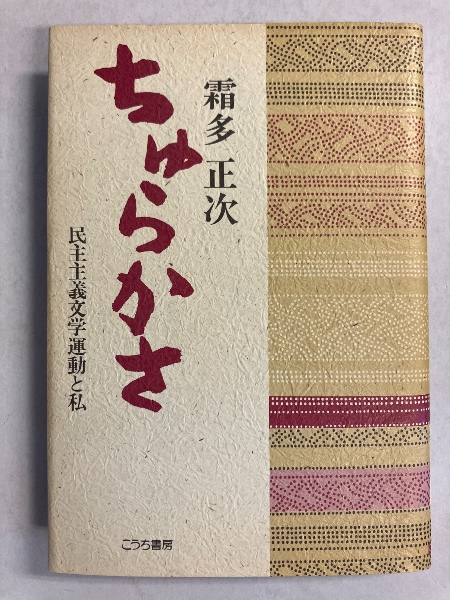 霜多 正次
ちゅらかさ
民主主義文学運動と私
こうち書房